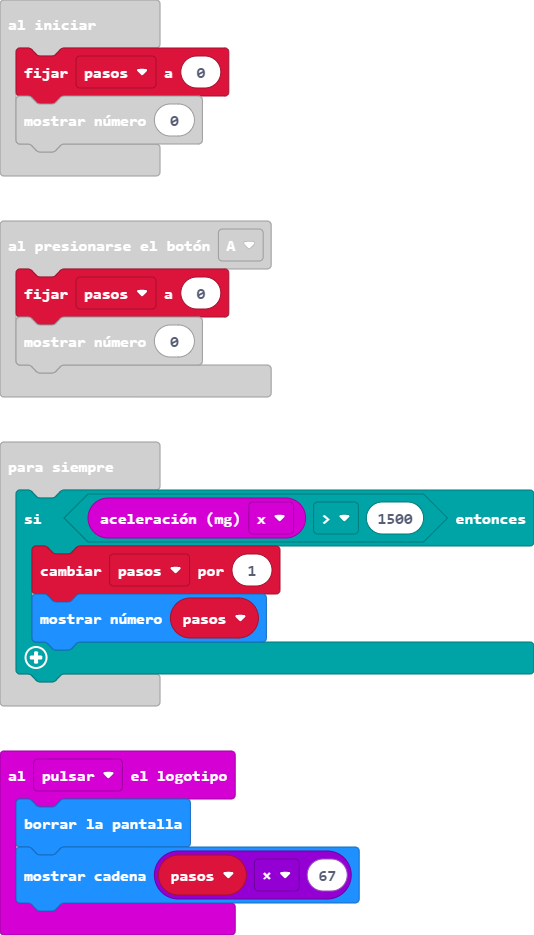 al iniciar
fijar pasos a 0
mostrar número 0
al presionarse el botón A
fijar pasos a 0
mostrar número 0
para siempre
si aceleración (mg) x > 1500 entonces
cambiar pasos por 1
mostrar número pasos
al pulsar el logotipo
borrar la pantalla
mostrar cadena pasos × 67